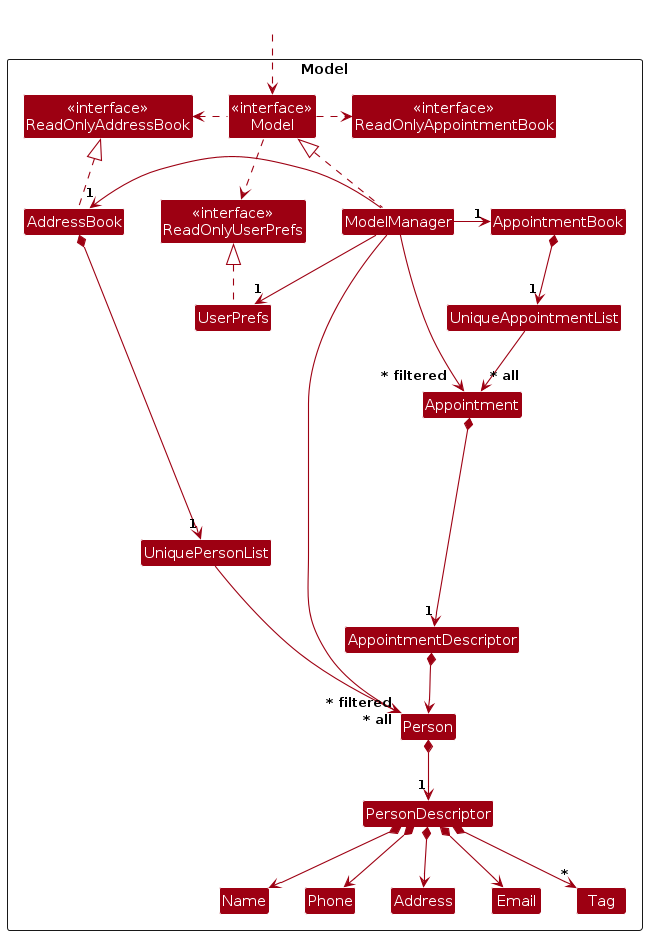 Model
«interface»
ReadOnlyAddressBook
«interface»
Model
«interface»
ReadOnlyAppointmentBook
1
AddressBook
«interface»
ReadOnlyUserPrefs
ModelManager
1
AppointmentBook
1
UserPrefs
1
UniqueAppointmentList
* filtered
* all
Appointment
1
UniquePersonList
1
AppointmentDescriptor
* filtered
* all
Person
1
PersonDescriptor
*
Name
Phone
Address
Email
Tag